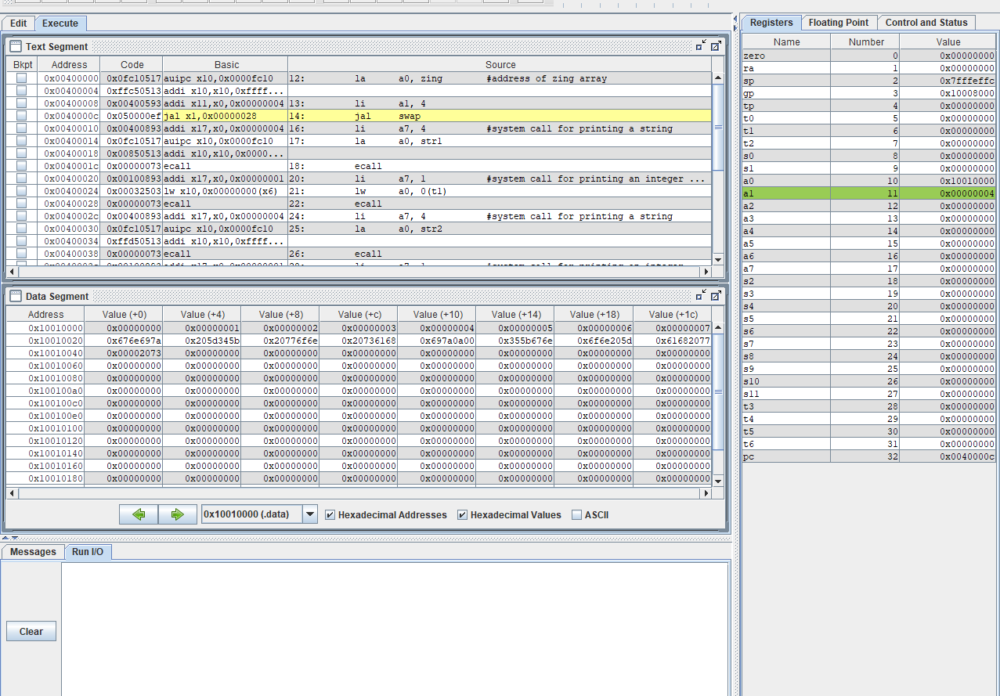 Edit Execute
Text Segment
Bkpt Address Code Basic Source
0x00400000 0x0fc10517 auipc x10,0x0000fc10 12: la a0, zing #address of zing array
0x00400004 0xffc50513 addi x10,x10,0xffff...
0x00400008 0x00400593 addi x11,x0,0x00000004 13: li a1, 4
0x0040000c 0x050000ef jal x1,0x00000028 14: jal swap
0x00400010 0x00400893 addi x17,x0,0x00000004 16: li a7, 4 #system call for printing a string
0x00400014 0x0fc10517 auipc x10,0x0000fc10 17: la a0, str1
0x00400018 0x00850513 addi x10,x10,0x0000...
0x0040001c 0x00000073 ecall 18: ecall
0x00400020 0x00100893 addi x17,x0,0x00000001 20: li a7, 1 #system call for printing an integer ...
0x00400024 0x00032503 lw x10,0x00000000(x6) 21: lw a0, 0(t1)
0x00400028 0x00000073 ecall 22: ecall
0x0040002c 0x00400893 addi x17,x0,0x00000004 24: li a7, 4 #system call for printing a string
0x00400030 0x0fc10517 auipc x10,0x0000fc10 25: la a0, str2
0x00400034 0xffd50513 addi x10,x10,0xffff...
0x00400038 0x00000073 ecall 26: ecall
Data Segment
Address Value (+0) Value (+4) Value (+8) Value (+c) Value (+10) Value (+14) Value (+18) Value (+1c)
0x10010000 0x00000000 0x00000001 0x00000002 0x00000003 0x00000004 0x00000005 0x00000006 0x00000007
0x10010020 0x676e697a 0x205d345b 0x20776f6e 0x20736168 0x697a0a00 0x355b676e 0x6f6e205d 0x61682077
0x10010040 0x00002073 0x00000000 0x00000000 0x00000000 0x00000000 0x00000000 0x00000000 0x00000000
0x10010060 0x00000000 0x00000000 0x00000000 0x00000000 0x00000000 0x00000000 0x00000000 0x00000000
0x10010080 0x00000000 0x00000000 0x00000000 0x00000000 0x00000000 0x00000000 0x00000000 0x00000000
0x100100a0 0x00000000 0x00000000 0x00000000 0x00000000 0x00000000 0x00000000 0x00000000 0x00000000
0x100100c0 0x00000000 0x00000000 0x00000000 0x00000000 0x00000000 0x00000000 0x00000000 0x00000000
0x100100e0 0x00000000 0x00000000 0x00000000 0x00000000 0x00000000 0x00000000 0x00000000 0x00000000
0x10010100 0x00000000 0x00000000 0x00000000 0x00000000 0x00000000 0x00000000 0x00000000 0x00000000
0x10010120 0x00000000 0x00000000 0x00000000 0x00000000 0x00000000 0x00000000 0x00000000 0x00000000
0x10010140 0x00000000 0x00000000 0x00000000 0x00000000 0x00000000 0x00000000 0x00000000 0x00000000
0x10010160 0x00000000 0x00000000 0x00000000 0x00000000 0x00000000 0x00000000 0x00000000 0x00000000
0x10010180 0x00000000 0x00000000 0x00000000 0x00000000 0x00000000 0x00000000 0x00000000 0x00000000
0x10010000 (.data) Hexadecimal Addresses Hexadecimal Values ASCII
Messages Run I/O
Clear
Registers Floating Point Control and Status
Name Number Value
zero 0 0x00000000
ra 1 0x00000000
sp 2 0x7fffeffc
gp 3 0x10008000
tp 4 0x00000000
t0 5 0x00000000
t1 6 0x00000000
t2 7 0x00000000
s0 8 0x00000000
s1 9 0x00000000
a0 10 0x10010000
a1 11 0x00000004
a2 12 0x00000000
a3 13 0x00000000
a4 14 0x00000000
a5 15 0x00000000
a6 16 0x00000000
a7 17 0x00000000
s2 18 0x00000000
s3 19 0x00000000
s4 20 0x00000000
s5 21 0x00000000
s6 22 0x00000000
s7 23 0x00000000
s8 24 0x00000000
s9 25 0x00000000
s10 26 0x00000000
s11 27 0x00000000
t3 28 0x00000000
t4 29 0x00000000
t5 30 0x00000000
t6 31 0x00000000
pc 32 0x0040000c